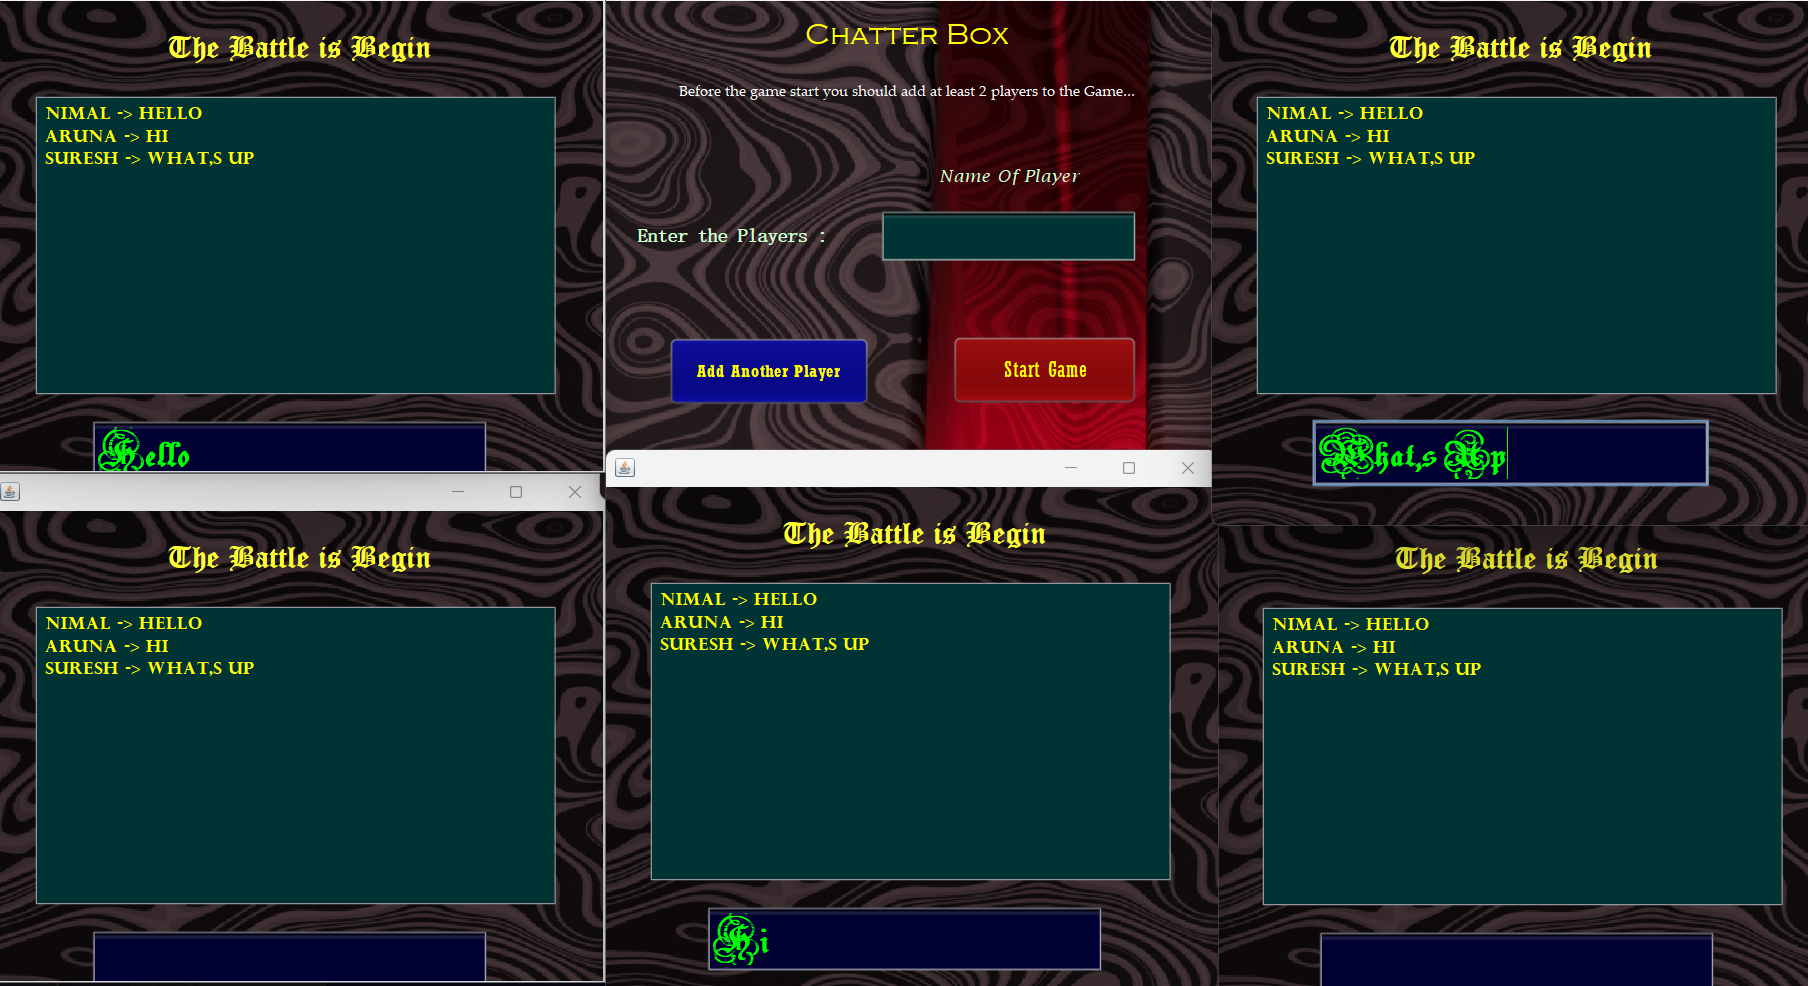 The Battle is Begin
NIMAL -> HELLO
ARUNA -> HI
SURESH -> WHAT,S UP
Hello
CHATTER BOX
Before the game start you should add at least 2 players to the Game...
Name Of Player
Enter the Players :
Add Another Player
Start Game
The Battle is Begin
NIMAL -> HELLO
ARUNA -> HI
SURESH -> WHAT,S UP
What,s Up
The Battle is Begin
NIMAL -> HELLO
ARUNA -> HI
SURESH -> WHAT,S UP
The Battle is Begin
NIMAL -> HELLO
ARUNA -> HI
SURESH -> WHAT,S UP
Hi
The Battle is Begin
NIMAL -> HELLO
ARUNA -> HI
SURESH -> WHAT,S UP